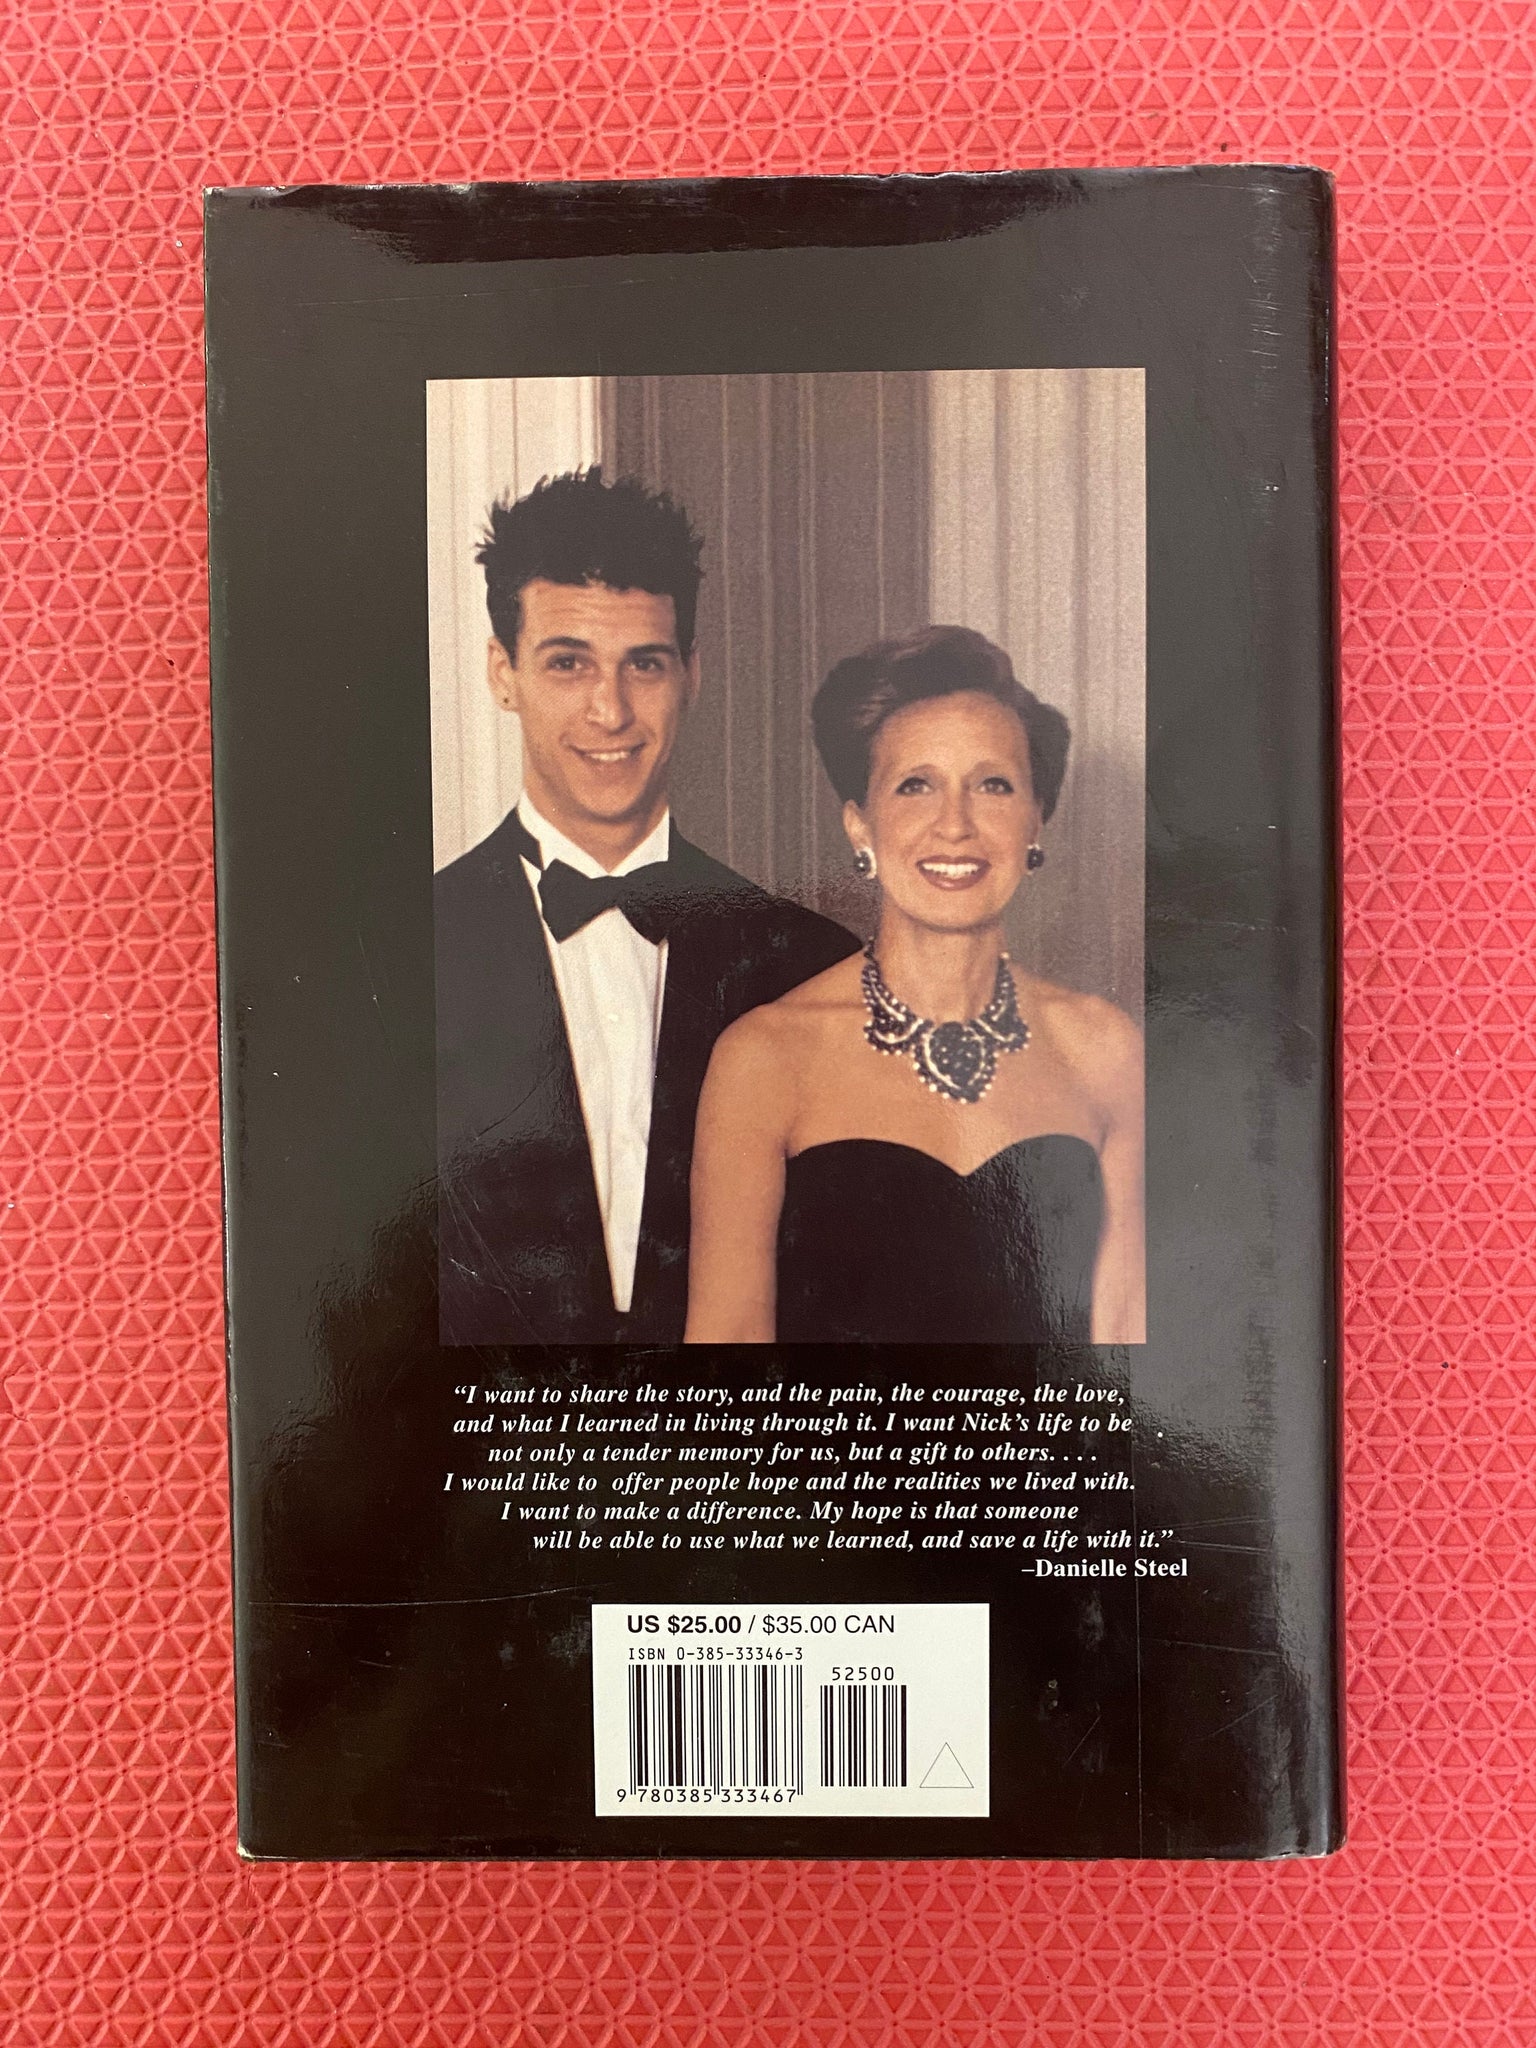 “I want to share the story, and the pain, the courage, the love,
and what I learned in living through it. I want Nick’s life to be
not only a tender memory for us, but a gift to others. . . .
I would like to offer people hope and the realities we lived with.
I want to make a difference. My hope is that someone
will be able to use what we learned, and save a life with it.”
–Danielle Steel
US $25.00 / $35.00 CAN
ISBN 0-385-33346-3
52500
9 780385 333467